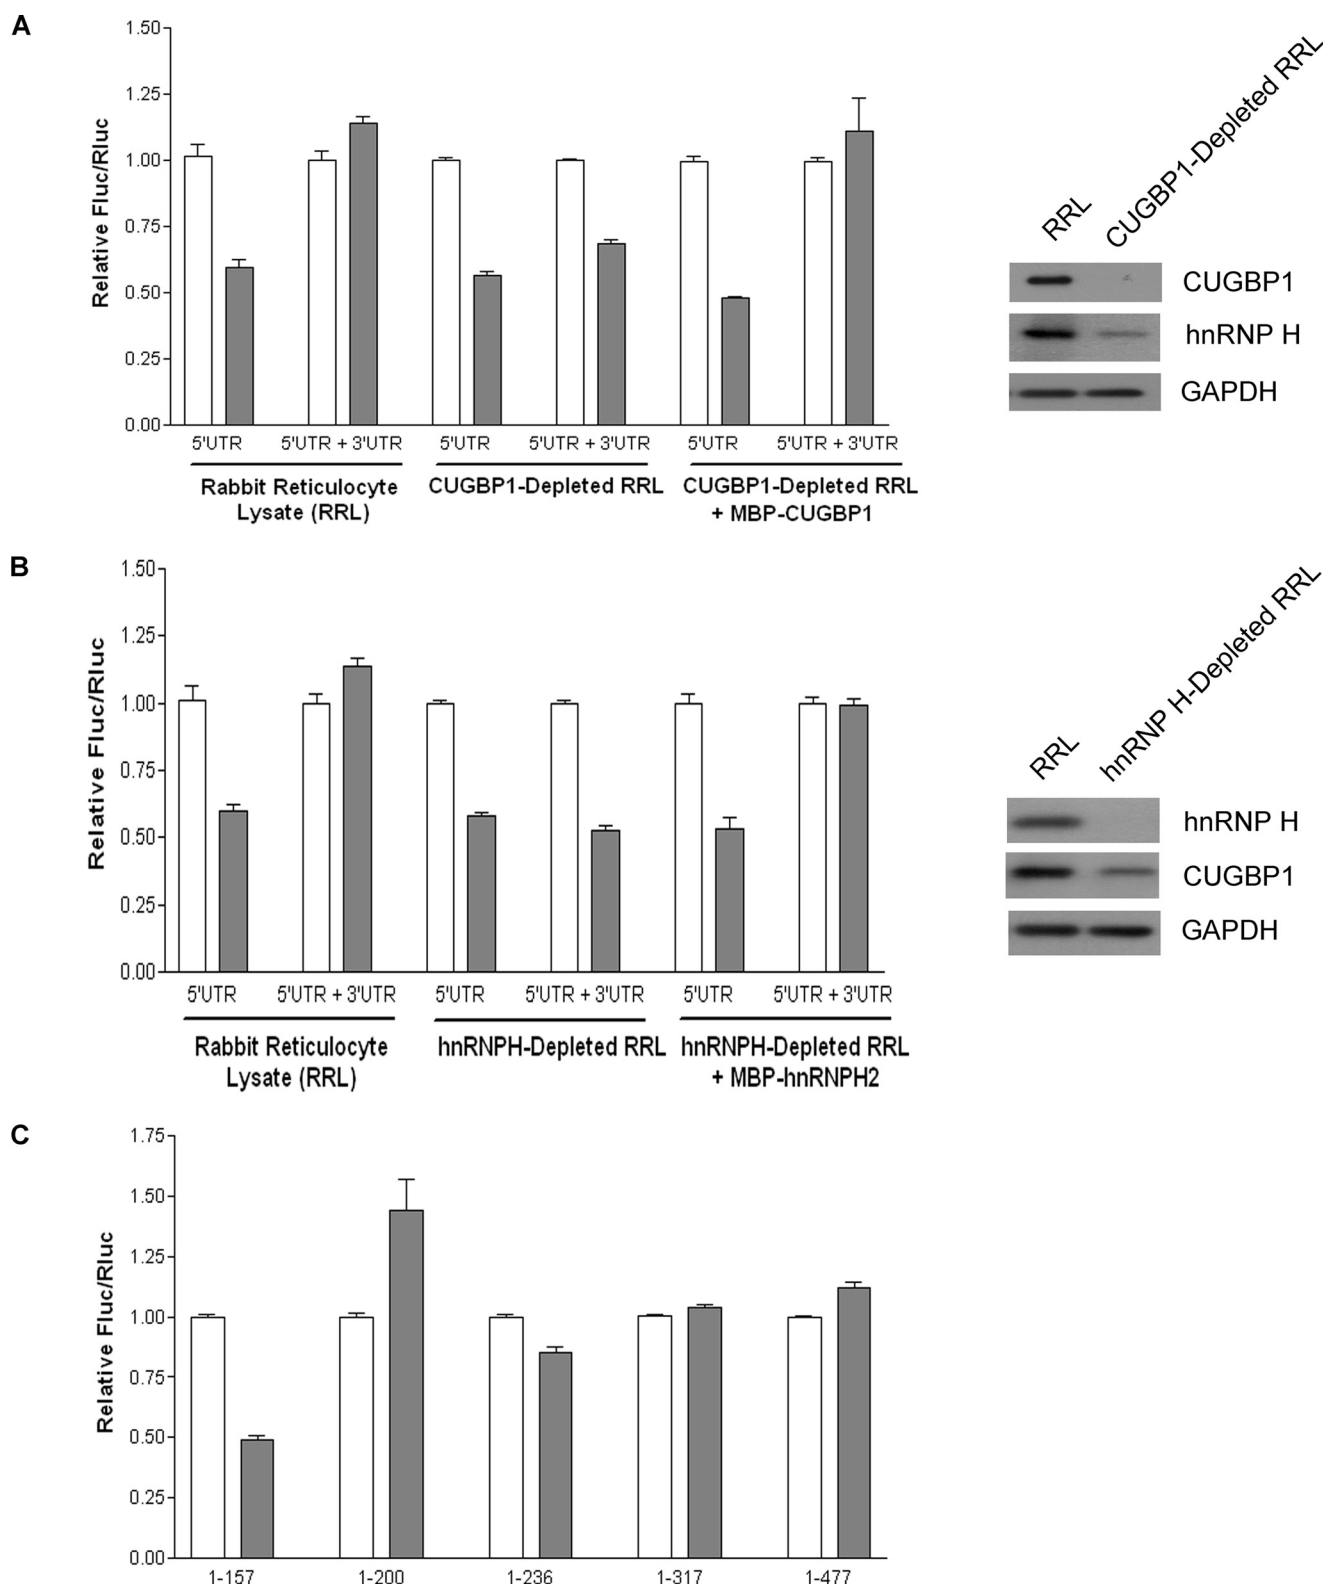 A
1.50
1.25
1.00
0.75
0.50
0.25
0.00
Relative Fluc/Rluc
5'UTR 5'UTR + 3'UTR 5'UTR 5'UTR + 3'UTR 5'UTR 5'UTR + 3'UTR
Rabbit Reticulocyte
Lysate (RRL)
CUGBP1-Depleted RRL
CUGBP1-Depleted RRL
+ MBP-CUGBP1
RRL
CUGBP1-Depleted RRL
CUGBP1
hnRNP H
GAPDH
B
1.50
1.25
1.00
0.75
0.50
0.25
0.00
Relative Fluc/Rluc
5'UTR 5'UTR + 3'UTR 5'UTR 5'UTR + 3'UTR 5'UTR 5'UTR + 3'UTR
Rabbit Reticulocyte
Lysate (RRL)
hnRNPH-Depleted RRL
hnRNPH-Depleted RRL
+ MBP-hnRNPH2
RRL
hnRNP H-Depleted RRL
hnRNP H
CUGBP1
GAPDH
C
1.75
1.50
1.25
1.00
0.75
0.50
0.25
0.00
Relative Fluc/Rluc
1-157 1-200 1-236 1-317 1-477